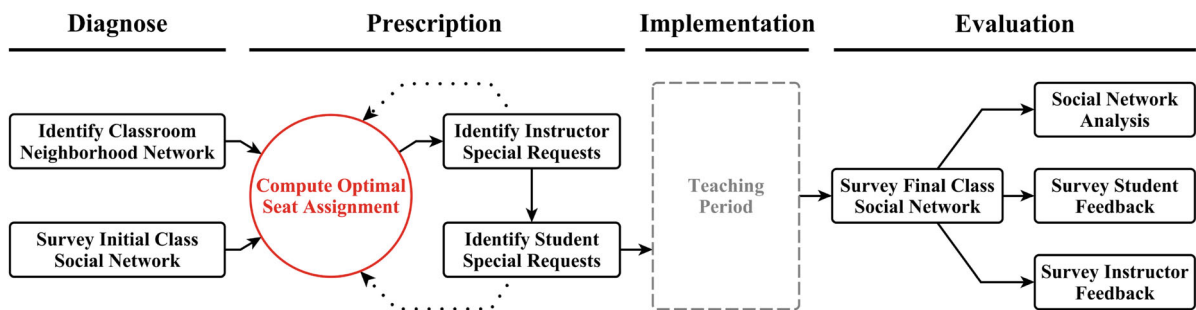 Diagnose
Prescription
Implementation
Evaluation
Identify Classroom
Neighborhood Network
Survey Initial Class
Social Network
Compute Optimal
Seat Assignment
Identify Instructor
Special Requests
Identify Student
Special Requests
Teaching
Period
Survey Final Class
Social Network
Social Network
Analysis
Survey Student
Feedback
Survey Instructor
Feedback